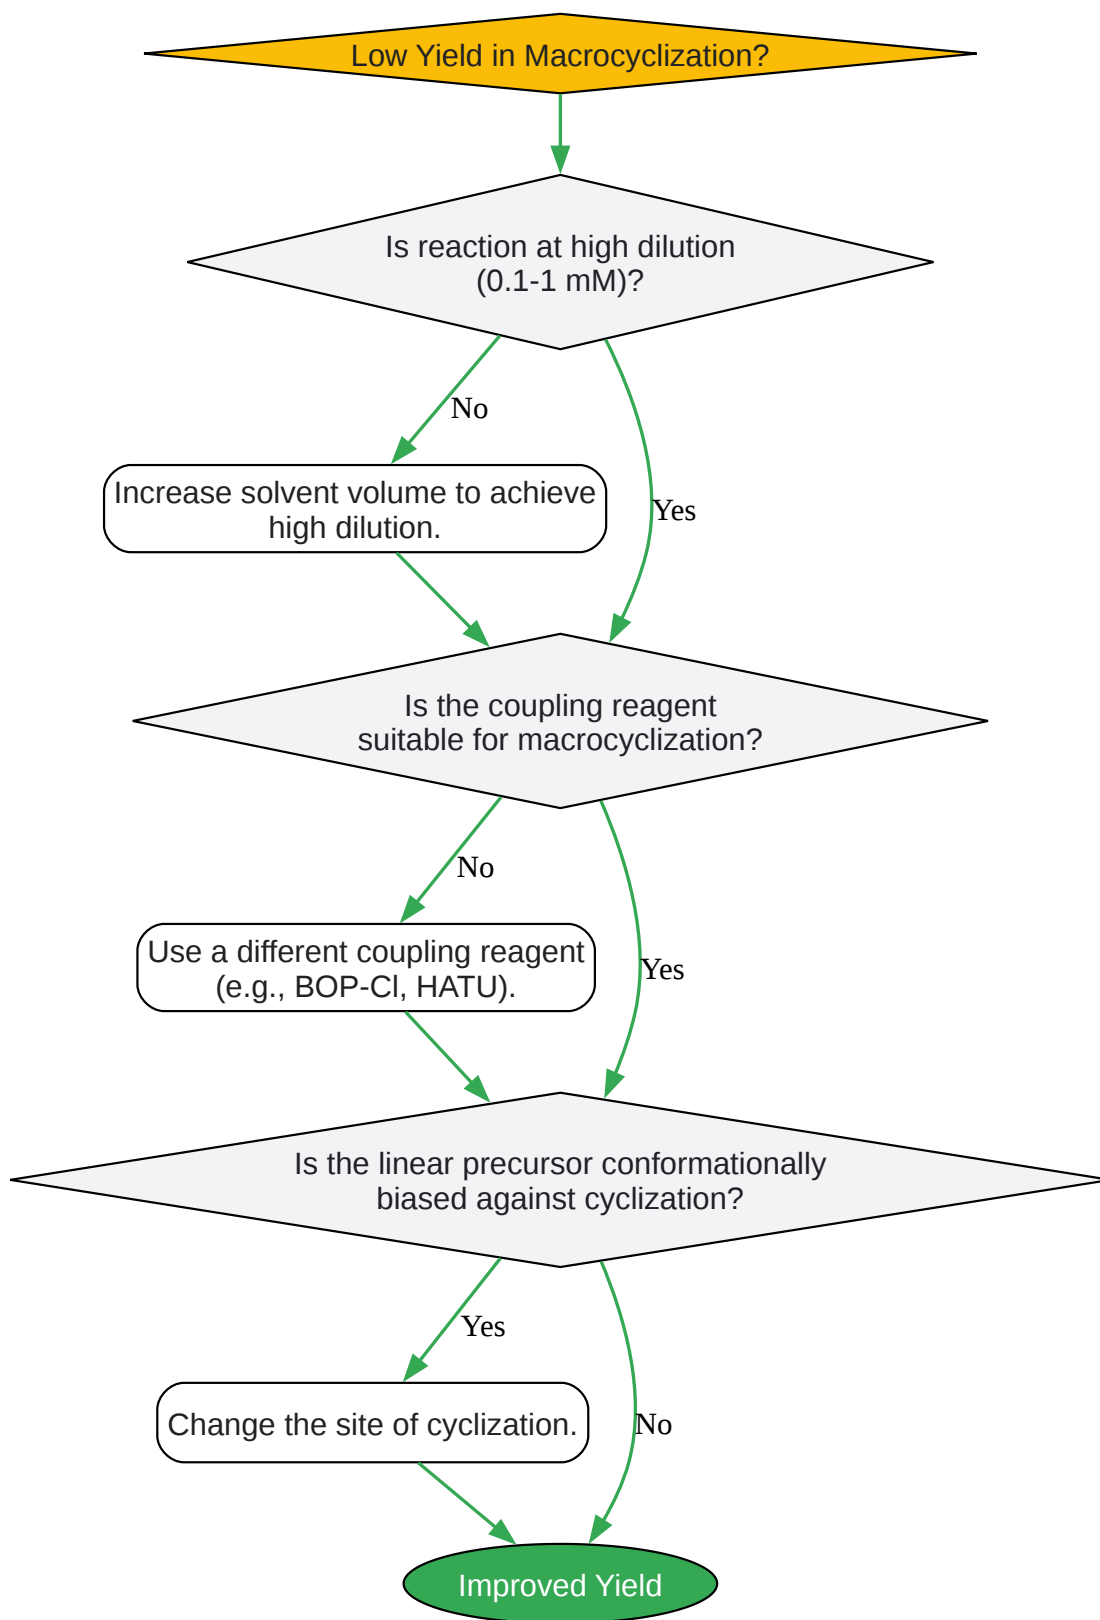 Low Yield in Macrocyclization?
Is reaction at high dilution
(0.1-1 mM)?
No
Increase solvent volume to achieve
high dilution.
Yes
Is the coupling reagent
suitable for macrocyclization?
No
Use a different coupling reagent
(e.g., BOP-Cl, HATU).
Yes
Is the linear precursor conformationally
biased against cyclization?
Yes
Change the site of cyclization.
No
Improved Yield